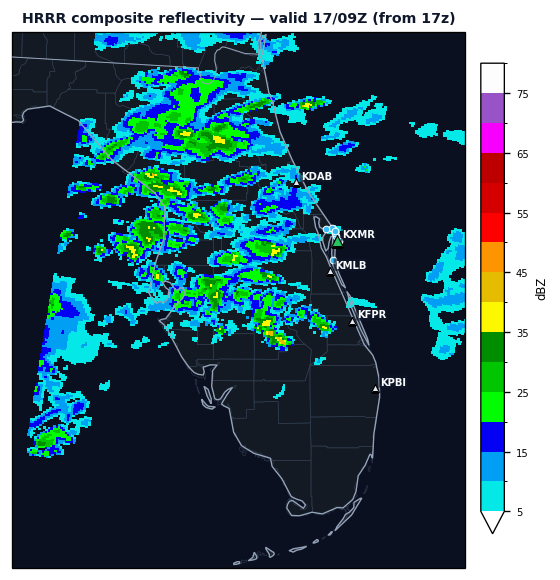 HRRR composite reflectivity — valid 17/09Z (from 17z)
KDAB
KXMR
KMLB
KFPR
KPBI
75
65
55
45
35
25
15
5
dBZ